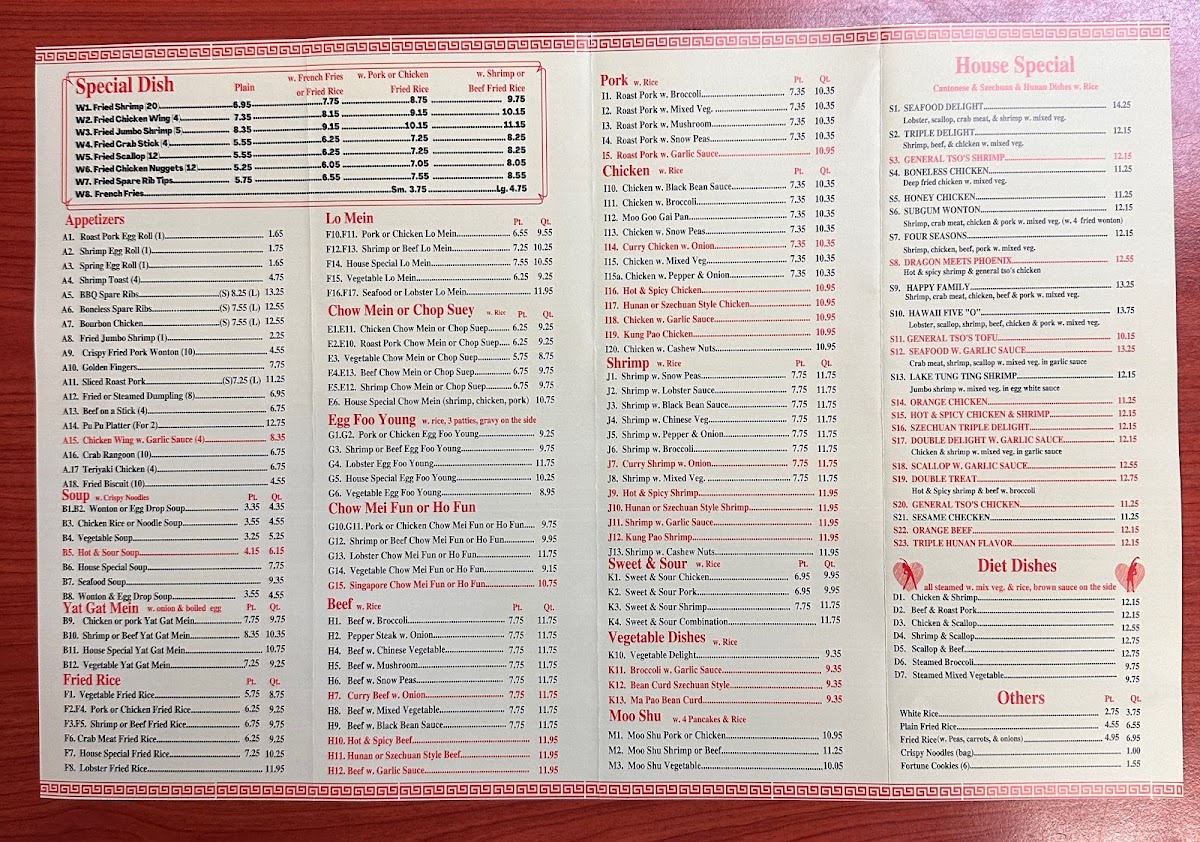 Special Dish
Plain
w. French Fries
or Fried Rice
w. Pork or Chicken
Fried Rice
w. Shrimp or
Beef Fried Rice
W1. Fried Shrimp (20) 6.95 7.75 8.75 9.75
W2. Fried Chicken Wing (4) 7.35 8.15 9.15 10.15
W3. Fried Jumbo Shrimp (5) 8.35 9.15 10.15 11.15
W4. Fried Crab Stick (4) 5.55 6.25 7.25 8.25
W5. Fried Scallop (12) 5.55 6.25 7.25 8.25
W6. Fried Chicken Nuggets (12) 5.25 6.05 7.05 8.05
W7. Fried Spare Rib Tips 5.75 6.55 7.55 8.55
W8. French Fries Sm. 3.75 Lg. 4.75
Appetizers
A1. Roast Pork Egg Roll (1) 1.65
A2. Shrimp Egg Roll (1) 1.75
A3. Spring Egg Roll (1) 1.65
A4. Shrimp Toast (4) 4.75
A5. BBQ Spare Ribs (S) 8.25 (L) 13.25
A6. Boneless Spare Ribs (S) 7.55 (L) 12.55
A7. Bourbon Chicken (S) 7.55 (L) 12.55
A8. Fried Jumbo Shrimp (1) 2.25
A9. Crispy Fried Pork Wonton (10) 4.55
A10. Golden Fingers 7.75
A11. Sliced Roast Pork (S)7.25 (L) 11.25
A12. Fried or Steamed Dumpling (8) 6.95
A13. Beef on a Stick (4) 6.75
A14. Pu Pu Platter (For 2) 12.75
A15. Chicken Wing w. Garlic Sauce (4) 8.35
A16. Crab Rangoon (10) 6.75
A.17 Teriyaki Chicken (4) 6.75
A18. Fried Biscuit (10) 4.55
Soup w. Crispy Noodles Pt. Qt.
B1.B2. Wonton or Egg Drop Soup 3.35 4.35
B3. Chicken Rice or Noodle Soup 3.55 4.55
B4. Vegetable Soup 3.25 5.25
B5. Hot & Sour Soup 4.15 6.15
B6. House Special Soup 7.75
B7. Seafood Soup 9.35
B8. Wonton & Egg Drop Soup 3.55 4.55
Yat Gat Mein w. onion & boiled egg Pt. Qt.
B9. Chicken or pork Yat Gat Mein 7.75 9.75
B10. Shrimp or Beef Yat Gat Mein 8.35 10.35
B11. House Special Yat Gat Mein 10.75
B12. Vegetable Yat Gat Mein 7.25 9.25
Fried Rice Pt. Qt.
F1. Vegetable Fried Rice 5.75 8.75
F2.F4. Pork or Chicken Fried Rice 6.25 9.25
F3.F5. Shrimp or Beef Fried Rice 6.75 9.75
F6. Crab Meat Fried Rice 6.25 9.25
F7. House Special Fried Rice 7.25 10.25
F8. Lobster Fried Rice 11.95
Lo Mein Pt. Qt.
F10.F11. Pork or Chicken Lo Mein 6.55 9.55
F12.F13. Shrimp or Beef Lo Mein 7.25 10.25
F14. House Special Lo Mein 7.55 10.55
F15. Vegetable Lo Mein 6.25 9.25
F16.F17. Seafood or Lobster Lo Mein 11.95
Chow Mein or Chop Suey w. Rice Pt. Qt.
E1.E11. Chicken Chow Mein or Chop Suey 6.25 9.25
E2.E10. Roast Pork Chow Mein or Chop Suey 6.25 9.25
E3. Vegetable Chow Mein or Chop Suey 5.75 8.75
E4.E13. Beef Chow Mein or Chop Suey 6.75 9.75
E5.E12. Shrimp Chow Mein or Chop Suey 6.75 9.75
E6. House Special Chow Mein (shrimp, chicken, pork) 10.75
Egg Foo Young w. rice, 3 patties, gravy on the side
G1.G2. Pork or Chicken Egg Foo Young 9.25
G3. Shrimp or Beef Egg Foo Young 9.75
G4. Lobster Egg Foo Young 11.75
G5. House Special Egg Foo Young 10.25
G6. Vegetable Egg Foo Young 8.95
Chow Mei Fun or Ho Fun
G10.G11. Pork or Chicken Chow Mei Fun or Ho Fun 9.75
G12. Shrimp or Beef Chow Mei Fun or Ho Fun 9.95
G13. Lobster Chow Mei Fun or Ho Fun 11.75
G14. Vegetable Chow Mei Fun or Ho Fun 9.15
G15. Singapore Chow Mei Fun or Ho Fun 10.75
Beef w. Rice Pt. Qt.
H1. Beef w. Broccoli 7.75 11.75
H2. Pepper Steak w. Onion 7.75 11.75
H4. Beef w. Chinese Vegetable 7.75 11.75
H5. Beef w. Mushroom 7.75 11.75
H6. Beef w. Snow Peas 7.75 11.75
H7. Curry Beef w. Onion 7.75 11.75
H8. Beef w. Mixed Vegetable 7.75 11.75
H9. Beef w. Black Bean Sauce 7.75 11.75
H10. Hot & Spicy Beef 11.95
H11. Hunan or Szechuan Style Beef 11.95
H12. Beef w. Garlic Sauce 11.95
Pork w. Rice Pt. Qt.
I1. Roast Pork w. Broccoli 7.35 10.35
I2. Roast Pork w. Mixed Veg. 7.35 10.35
I3. Roast Pork w. Mushroom 7.35 10.35
I4. Roast Pork w. Snow Peas 7.35 10.35
I5. Roast Pork w. Garlic Sauce 10.95
Chicken w. Rice Pt. Qt.
I10. Chicken w. Black Bean Sauce 7.35 10.35
I11. Chicken w. Broccoli 7.35 10.35
I12. Moo Goo Gai Pan 7.35 10.35
I13. Chicken w. Snow Peas 7.35 10.35
I14. Curry Chicken w. Onion 7.35 10.35
I15. Chicken w. Mixed Veg 7.35 10.35
I15a. Chicken w. Pepper & Onion 7.35 10.35
I16. Hot & Spicy Chicken 10.95
I17. Hunan or Szechuan Style Chicken 10.95
I18. Chicken w. Garlic Sauce 10.95
I19. Kung Pao Chicken 10.95
I20. Chicken w. Cashew Nuts 10.95
Shrimp w. Rice Pt. Qt.
J1. Shrimp w. Snow Peas 7.75 11.75
J2. Shrimp w. Lobster Sauce 7.75 11.75
J3. Shrimp w. Black Bean Sauce 7.75 11.75
J4. Shrimp w. Chinese Veg 7.75 11.75
J5. Shrimp w. Pepper & Onion 7.75 11.75
J6. Shrimp w. Broccoli 7.75 11.75
J7. Curry Shrimp w. Onion 7.75 11.75
J8. Shrimp w. Mixed Veg. 7.75 11.75
J9. Hot & Spicy Shrimp 11.95
J10. Hunan or Szechuan Style Shrimp 11.95
J11. Shrimp w. Garlic Sauce 11.95
J12. Kung Pao Shrimp 11.95
J13. Shrimp w. Cashew Nuts 11.95
Sweet & Sour w. Rice Pt. Qt.
K1. Sweet & Sour Chicken 6.95 9.95
K2. Sweet & Sour Pork 6.95 9.95
K3. Sweet & Sour Shrimp 7.75 11.75
K4. Sweet & Sour Combination 11.75
Vegetable Dishes w. Rice
K10. Vegetable Delight 9.35
K11. Broccoli w. Garlic Sauce 9.35
K12. Bean Curd Szechuan Style 9.35
K13. Ma Pao Bean Curd 9.35
Moo Shu w. 4 Pancakes & Rice
M1. Moo Shu Pork or Chicken 10.95
M2. Moo Shu Shrimp or Beef 11.25
M3. Moo Shu Vegetable 10.05
House Special
Cantonese & Szechuan & Hunan Dishes w. Rice
S1. SEAFOOD DELIGHT 14.25
Lobster, scallop, crab meat, & shrimp w. mixed veg.
S2. TRIPLE DELIGHT 12.15
Shrimp, beef, & chicken w. mixed veg.
S3. GENERAL TSO'S SHRIMP 12.15
S4. BONELESS CHICKEN 11.25
Deep fried chicken w. mixed veg.
S5. HONEY CHICKEN 11.25
S6. SUBGUM WONTON 12.15
Shrimp, crab meat, chicken & pork w. mixed veg. (w. 4 fried wonton)
S7. FOUR SEASONS 12.15
Shrimp, chicken, beef, pork w. mixed veg.
S8. DRAGON MEETS PHOENIX 12.55
Hot & spicy shrimp & general tso's chicken
S9. HAPPY FAMILY 13.25
Shrimp, crab meat, chicken, beef & pork w. mixed veg.
S10. HAWAII FIVE "O" 13.75
Lobster, scallop, shrimp, beef, chicken & pork w. mixed veg.
S11. GENERAL TSO'S TOFU 10.15
S12. SEAFOOD W. GARLIC SAUCE 13.25
Crab meat, shrimp, scallop w. mixed veg. in garlic sauce
S13. LAKE TUNG TING SHRIMP 12.15
Jumbo shrimp w. mixed veg. in egg white sauce
S14. ORANGE CHICKEN 11.25
S15. HOT & SPICY CHICKEN & SHRIMP 12.15
S16. SZECHUAN TRIPLE DELIGHT 12.15
S17. DOUBLE DELIGHT W. GARLIC SAUCE 12.15
Chicken & shrimp w. mixed veg. in garlic sauce
S18. SCALLOP W. GARLIC SAUCE 12.55
S19. DOUBLE TREAT 12.75
Hot & Spicy shrimp & beef w. broccoli
S20. GENERAL TSO'S CHICKEN 11.25
S21. SESAME CHECKEN 11.25
S22. ORANGE BEEF 12.15
S23. TRIPLE HUNAN FLAVOR 12.15
Diet Dishes
all steamed w. mix veg. & rice, brown sauce on the side
D1. Chicken & Shrimp 12.15
D2. Beef & Roast Pork 12.15
D3. Chicken & Scallop 12.55
D4. Shrimp & Scallop 12.75
D5. Scallop & Beef 12.75
D6. Steamed Broccoli 9.75
D7. Steamed Mixed Vegetable 9.75
Others Pt. Qt.
White Rice 2.75 3.75
Plain Fried Rice 4.55 6.55
Fried Rice(w. Peas, carrots, & onions) 4.95 6.95
Crispy Noodles (bag) 1.00
Fortune Cookies (6) 1.55